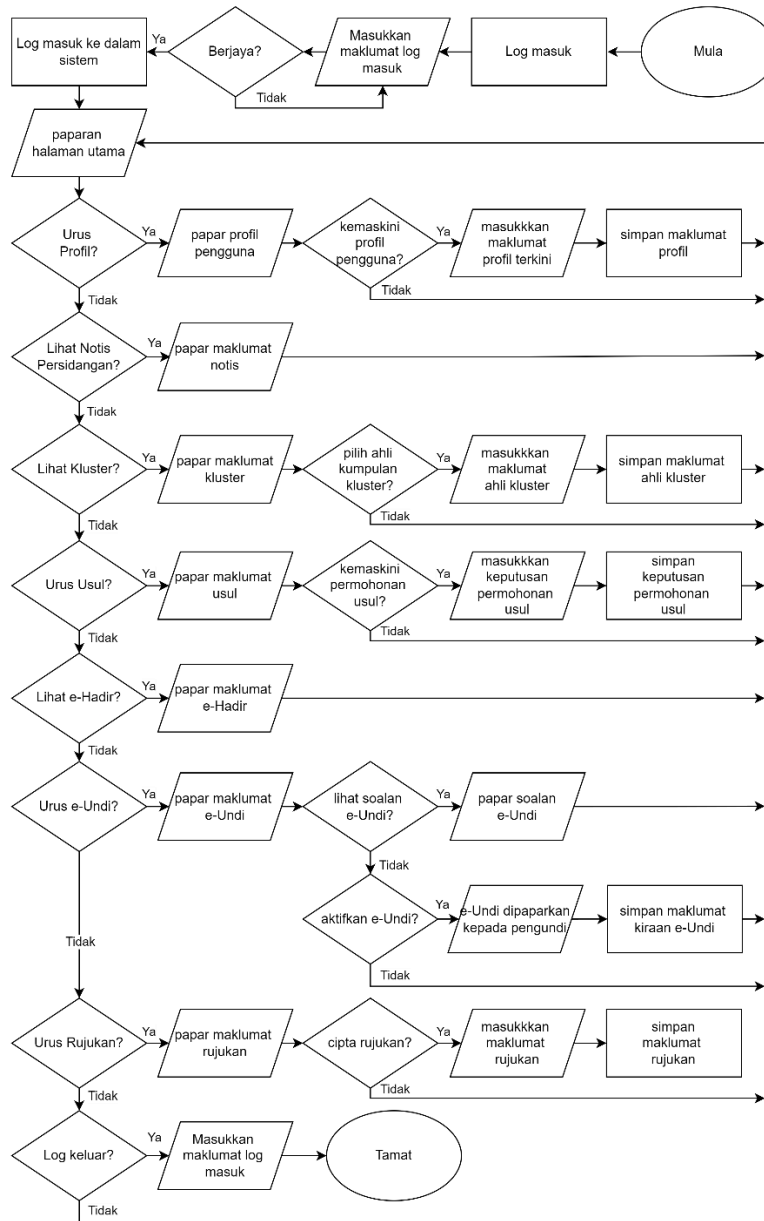 Log masuk ke dalam
sistem
Ya
Berjaya?
Tidak
Masukkan
maklumat log
masuk
Log masuk
Mula
paparan
halaman utama
Urus
Profil?
Ya
papar profil
pengguna
kemaskini
profil
pengguna?
Ya
masukkkan
maklumat
profil terkini
simpan maklumat
profil
Tidak
Tidak
Lihat Notis
Persidangan?
Ya
papar maklumat
notis
Tidak
Lihat Kluster?
Ya
papar maklumat
kluster
pilih ahli
kumpulan
kluster?
Ya
masukkkan
maklumat
ahli kluster
simpan maklumat
ahli kluster
Tidak
Tidak
Urus Usul?
Ya
papar maklumat
usul
kemaskini
permohonan
usul?
Ya
masukkkan
keputusan
permohonan
usul
simpan
keputusan
permohonan
usul
Tidak
Tidak
Lihat e-Hadir?
Ya
papar maklumat
e-Hadir
Tidak
Urus e-Undi?
Ya
papar maklumat
e-Undi
lihat soalan
e-Undi?
Ya
papar soalan
e-Undi
Tidak
aktifkan e-Undi?
Ya
e-Undi dipaparkan
kepada pengundi
simpan maklumat
kiraan e-Undi
Tidak
Tidak
Urus Rujukan?
Ya
papar maklumat
rujukan
cipta rujukan?
Ya
masukkkan
maklumat
rujukan
simpan
maklumat
rujukan
Tidak
Tidak
Log keluar?
Ya
Masukkan
maklumat log
masuk
Tamat
Tidak